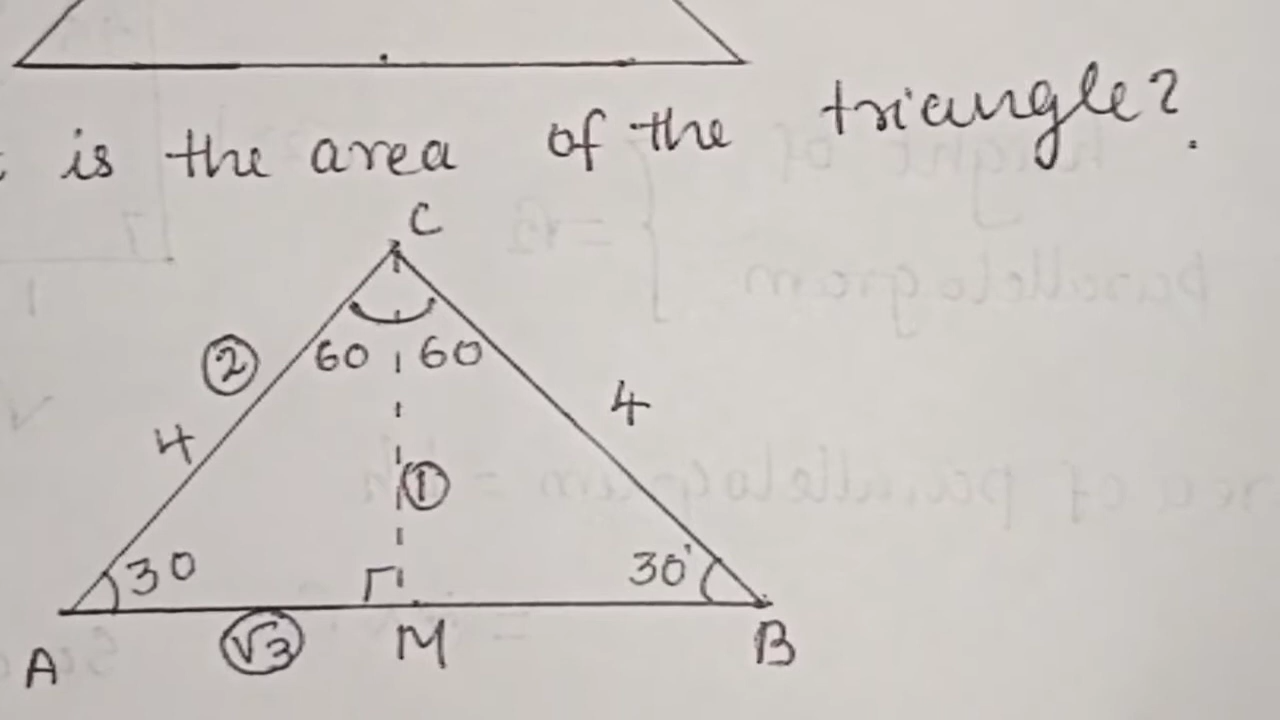 is the area of the triangle?
C
② 60 60
4 4
①
30 30
√3 M
A B